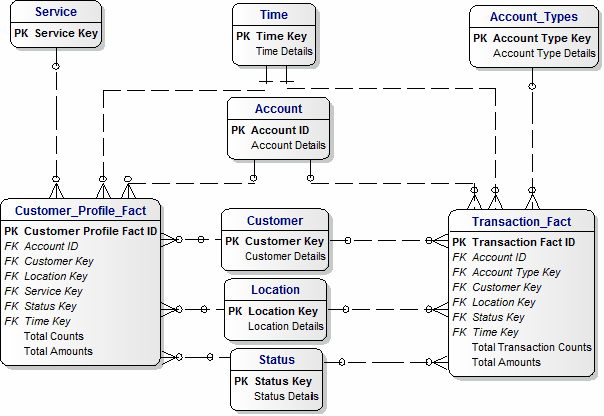 Service
PK Service Key
Time
PK Time Key
Time Details
Account_Types
PK Account Type Key
Account Type Details
Account
PK Account ID
Account Details
Customer_Profile_Fact
PK Customer Profile Fact ID
FK Account ID
FK Customer Key
FK Location Key
FK Service Key
FK Status Key
FK Time Key
Total Counts
Total Amounts
Customer
PK Customer Key
Customer Details
Location
PK Location Key
Location Details
Status
PK Status Key
Status Details
Transaction_Fact
PK Transaction Fact ID
FK Account ID
FK Account Type Key
FK Customer Key
FK Location Key
FK Status Key
FK Time Key
Total Transaction Counts
Total Amounts